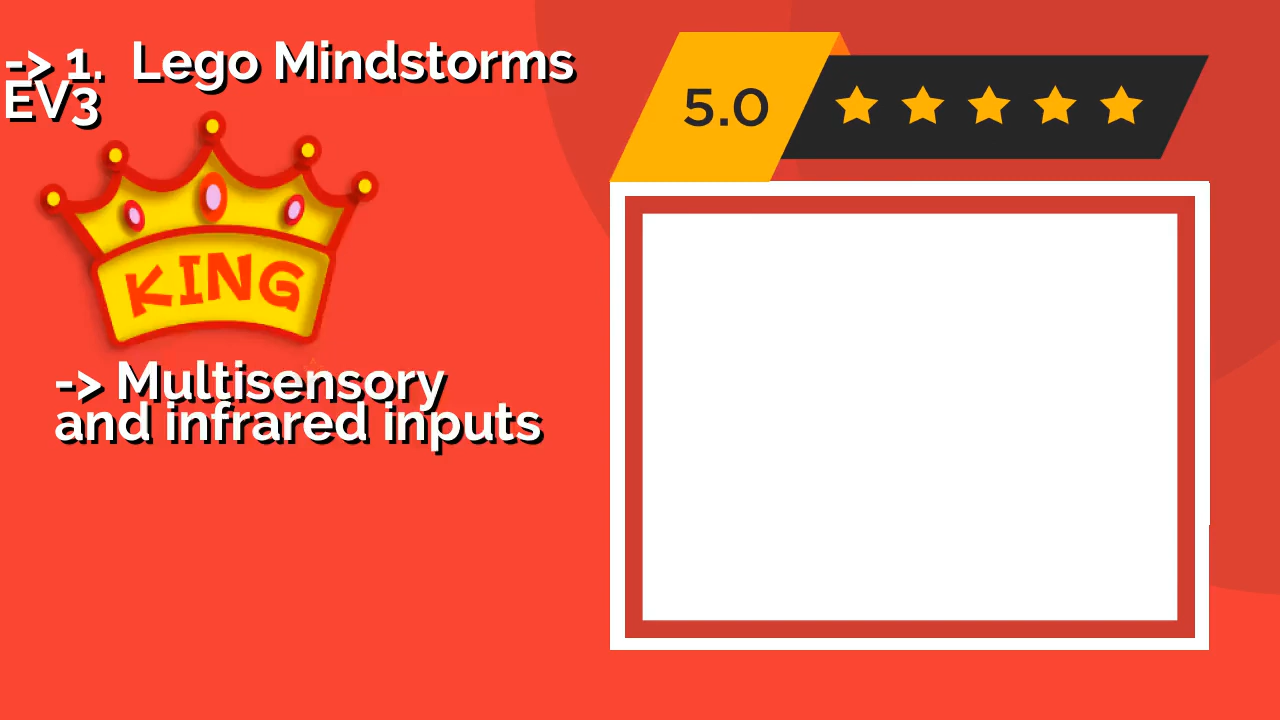 -> 1.  Lego Mindstorms
EV3
5.0
KING
-> Multisensory
and infrared inputs